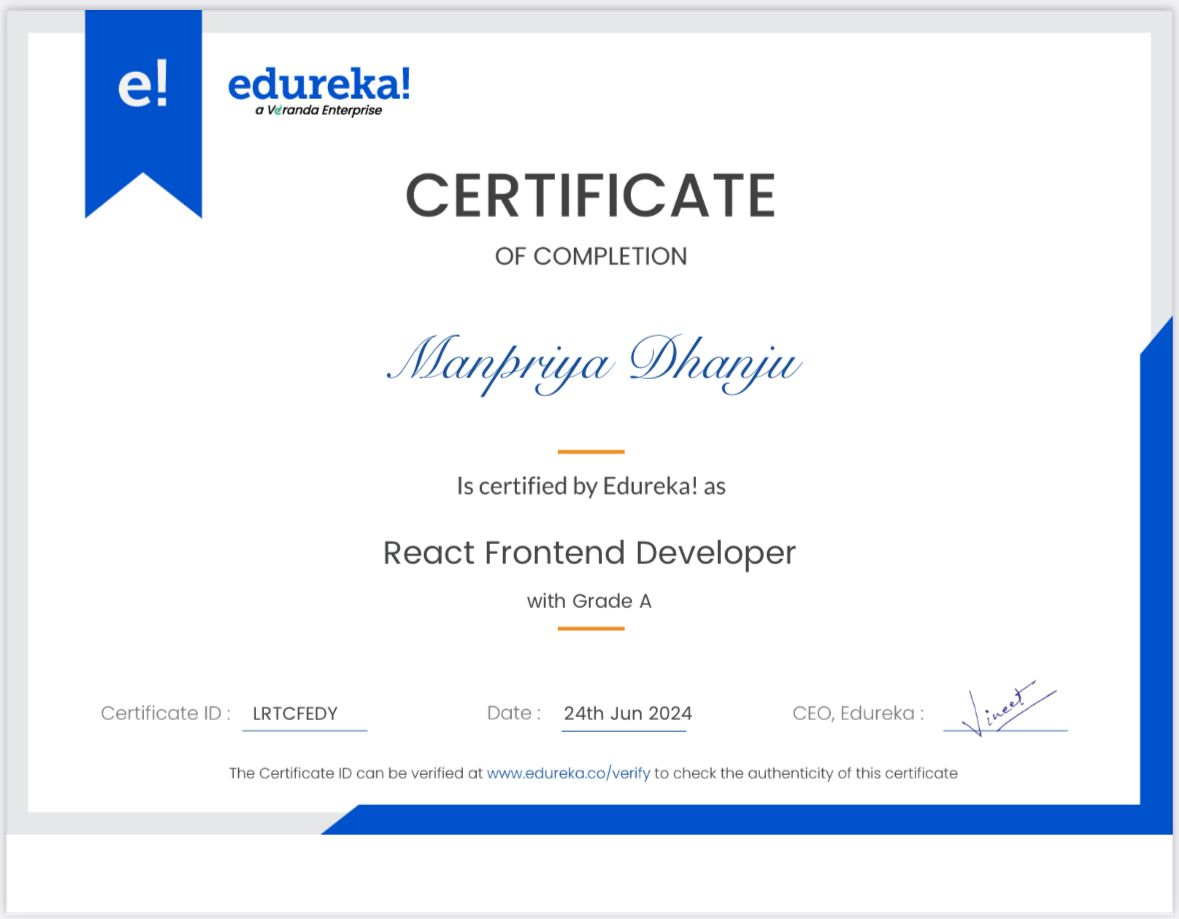 e!
edureka!
a Veranda Enterprise
CERTIFICATE
OF COMPLETION
Manpriya Dhanju
Is certified by Edureka! as
React Frontend Developer
with Grade A
Certificate ID : LRTCFEDY Date : 24th Jun 2024 CEO, Edureka : Vineet
The Certificate ID can be verified at www.edureka.co/verify to check the authenticity of this certificate